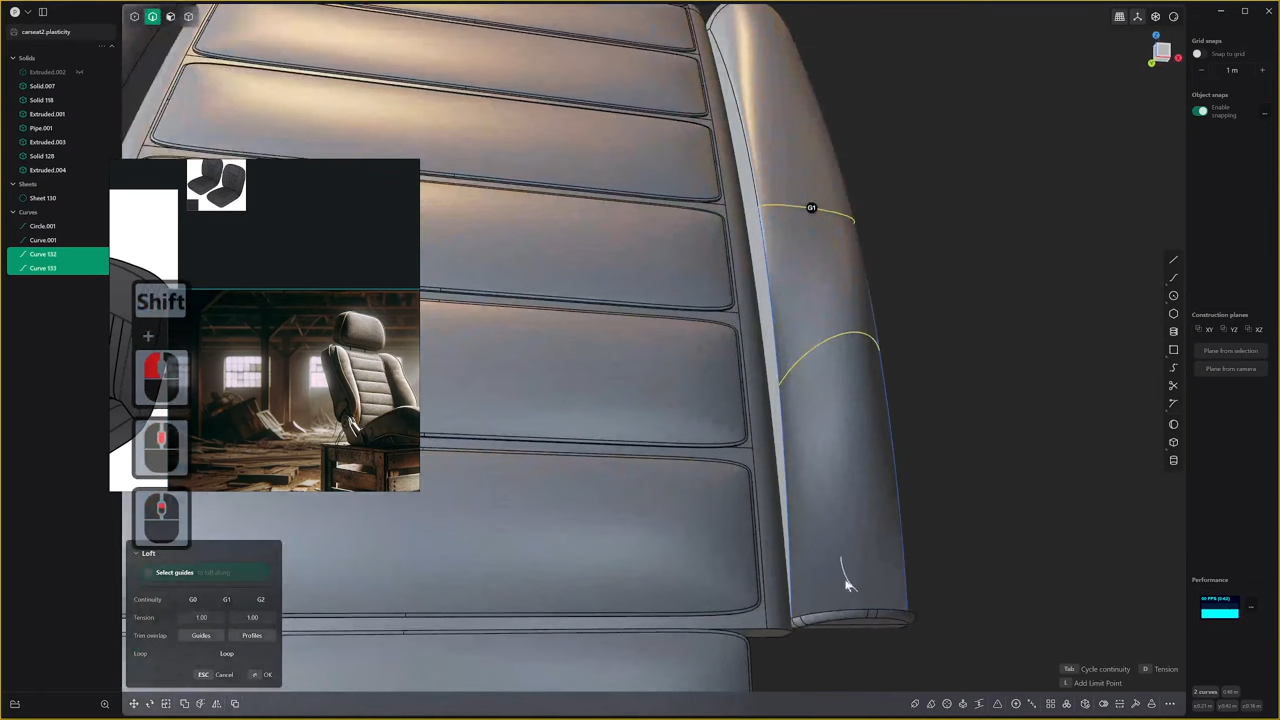 carseat2.plasticity
Solids
Extruded.002
Solid.007
Solid 118
Extruded.001
Pipe.001
Extruded.003
Solid 128
Extruded.004
Sheets
Sheet 130
Curves
Circle.001
Curve.001
Curve 132
Curve 133
Shift
+
G1
Z
X
Y
Loft
Select guides to loft along
Continuity G0 G1 G2
Tension 1.00 1.00
Trim overlap Guides Profiles
Loop Loop
ESC Cancel OK
Tab Cycle continuity D Tension
L Add Limit Point
Grid snaps
Snap to grid
1 m
Object snaps
Enable
snapping
Construction planes
XY YZ XZ
Plane from selection
Plane from camera
Performance
2 curves